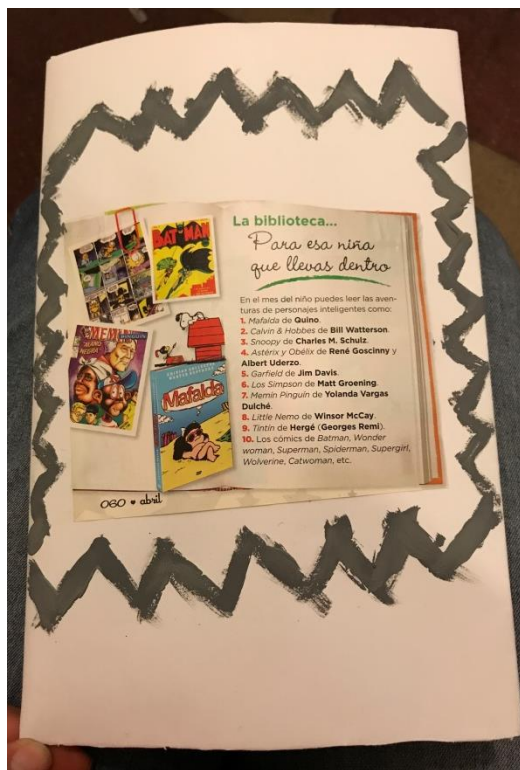 La biblioteca...
Para esa niña
que llevas dentro
En el mes del niño puedes leer las aven-
turas de personajes inteligentes como:
1. Mafalda de Quino.
2. Calvin & Hobbes de Bill Watterson.
3. Snoopy de Charles M. Schulz.
4. Astérix y Obélix de René Goscinny y
Albert Uderzo.
5. Garfield de Jim Davis.
6. Los Simpson de Matt Groening.
7. Memín Pinguín de Yolanda Vargas
Dulché.
8. Little Nemo de Winsor McCay.
9. Tintín de Hergé (Georges Remi).
10. Los cómics de Batman, Wonder
woman, Superman, Spiderman, Supergirl,
Wolverine, Catwoman, etc.
BATMAN
MEMIN
Mafalda
060 • abril